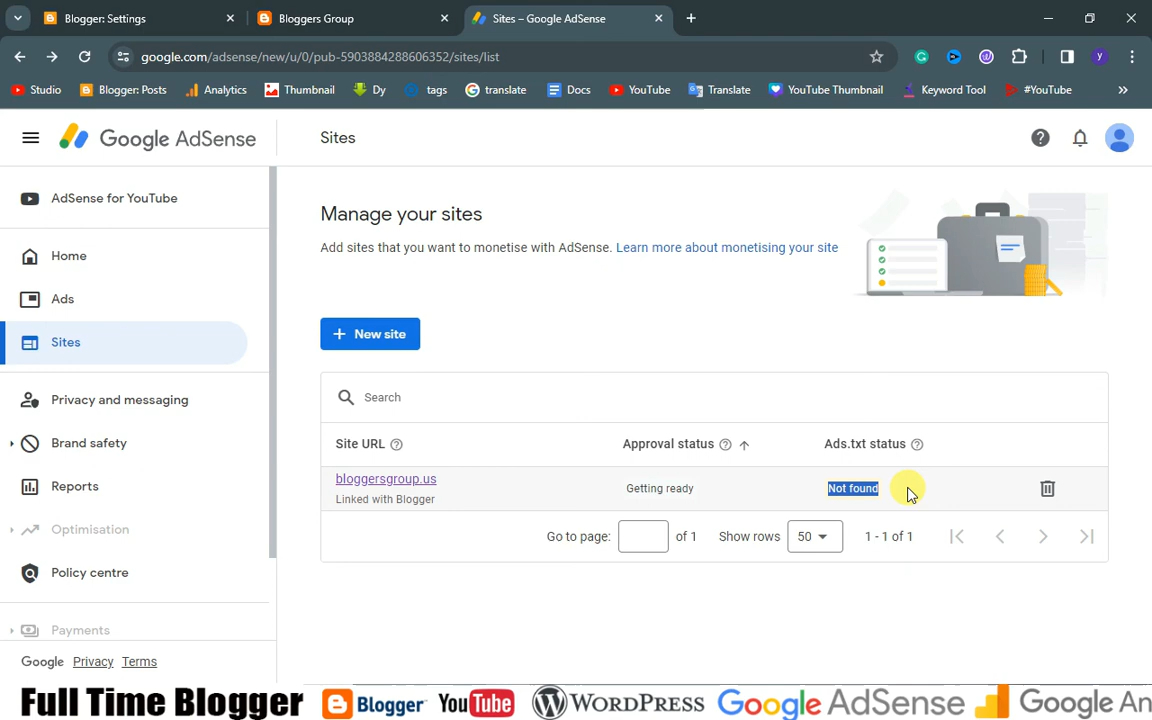 Blogger: Settings
Bloggers Group
Sites – Google AdSense
google.com/adsense/new/u/0/pub-5903884288606352/sites/list
y
Studio
Blogger: Posts
Analytics
Thumbnail
Dy
tags
translate
Docs
YouTube
Translate
YouTube Thumbnail
Keyword Tool
#YouTube
Google AdSense
Sites
AdSense for YouTube
Home
Ads
Sites
Privacy and messaging
Brand safety
Reports
Optimisation
Policy centre
Payments
Google Privacy Terms
Manage your sites
Add sites that you want to monetise with AdSense. Learn more about monetising your site
+ New site
Search
Site URL
Approval status
Ads.txt status
bloggersgroup.us
Linked with Blogger
Getting ready
Not found
Go to page:
of 1
Show rows
50
1 - 1 of 1
Full Time Blogger
Blogger
YouTube
WORDPRESS
Google AdSense
Google An